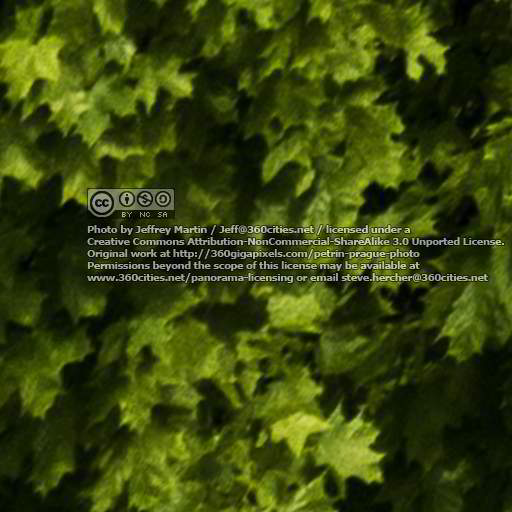 cc BY NC SA
Photo by Jeffrey Martin / Jeff@360cities.net / licensed under a
Creative Commons Attribution-NonCommercial-ShareAlike 3.0 Unported License.
Original work at http://360gigapixels.com/petrin-prague-photo
Permissions beyond the scope of this license may be available at
www.360cities.net/panorama-licensing or email steve.hercher@360cities.net